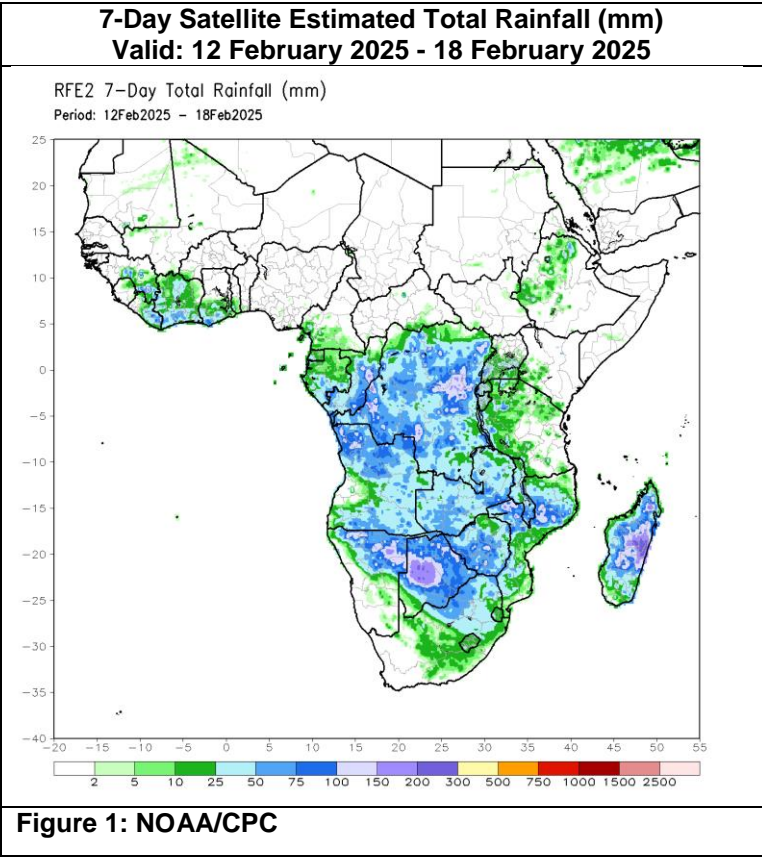 7-Day Satellite Estimated Total Rainfall (mm)
Valid: 12 February 2025 - 18 February 2025
RFE2 7-Day Total Rainfall (mm)
Period: 12Feb2025 - 18Feb2025
25
20
15
10
5
0
-5
-10
-15
-20
-25
-30
-35
-40
-20 -15 -10 -5 0 5 10 15 20 25 30 35 40 45 50 55
2 5 10 25 50 75 100 150 200 300 500 750 1000 1500 2500
Figure 1: NOAA/CPC